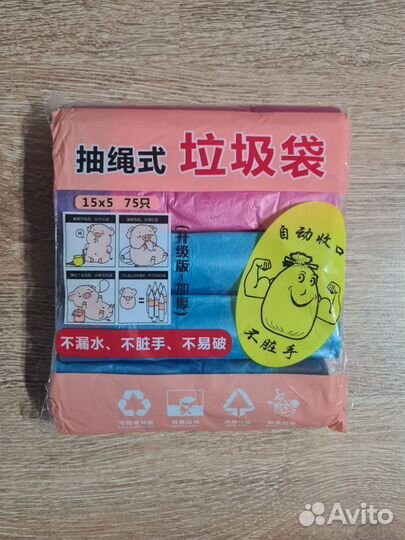 抽绳式 垃圾袋
15x5 75只
(升级版 加厚)
自动收口
不脏手
不漏水、不脏手、不易破
Avito